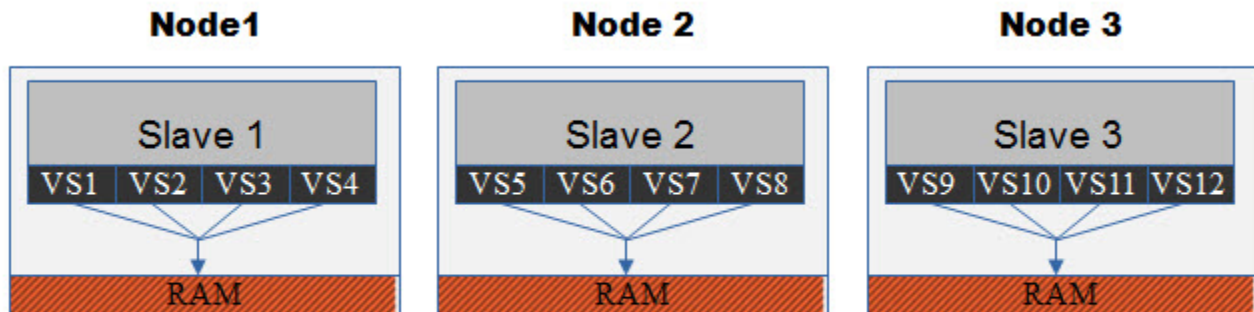 Node1 Node 2 Node 3
Slave 1 Slave 2 Slave 3
VS1 VS2 VS3 VS4 VS5 VS6 VS7 VS8 VS9 VS10 VS11 VS12
RAM RAM RAM